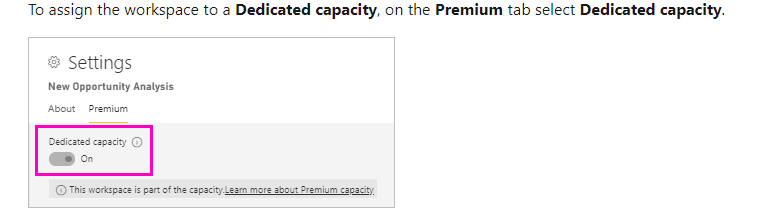 To assign the workspace to a Dedicated capacity, on the Premium tab select Dedicated capacity.
Settings
New Opportunity Analysis
About Premium
Dedicated capacity
On
This workspace is part of the capacity.Learn more about Premium capacity